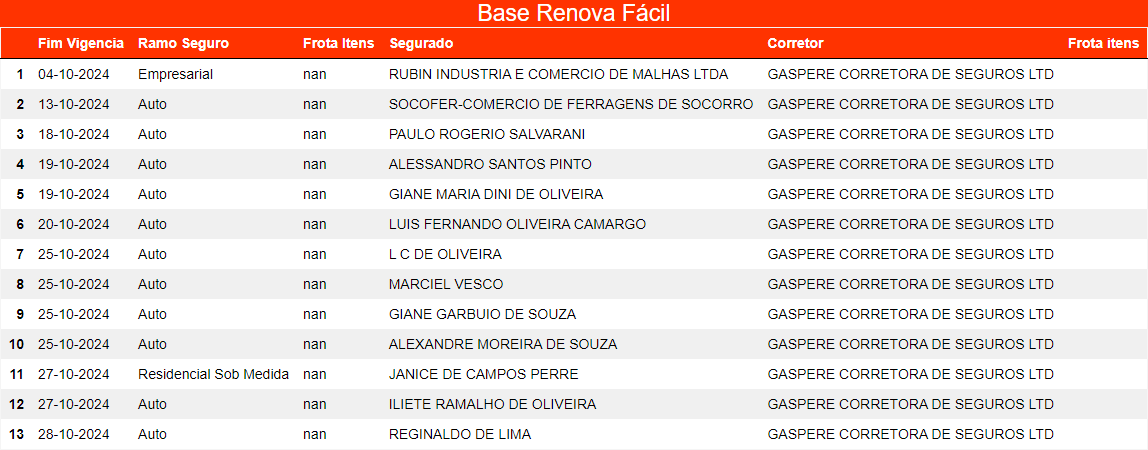 Base Renova Fácil
Fim Vigencia Ramo Seguro Frota Itens Segurado Corretor Frota itens
1 04-10-2024 Empresarial nan RUBIN INDUSTRIA E COMERCIO DE MALHAS LTDA GASPERE CORRETORA DE SEGUROS LTD
2 13-10-2024 Auto nan SOCOFER-COMERCIO DE FERRAGENS DE SOCORRO GASPERE CORRETORA DE SEGUROS LTD
3 18-10-2024 Auto nan PAULO ROGERIO SALVARANI GASPERE CORRETORA DE SEGUROS LTD
4 19-10-2024 Auto nan ALESSANDRO SANTOS PINTO GASPERE CORRETORA DE SEGUROS LTD
5 19-10-2024 Auto nan GIANE MARIA DINI DE OLIVEIRA GASPERE CORRETORA DE SEGUROS LTD
6 20-10-2024 Auto nan LUIS FERNANDO OLIVEIRA CAMARGO GASPERE CORRETORA DE SEGUROS LTD
7 25-10-2024 Auto nan L C DE OLIVEIRA GASPERE CORRETORA DE SEGUROS LTD
8 25-10-2024 Auto nan MARCIEL VESCO GASPERE CORRETORA DE SEGUROS LTD
9 25-10-2024 Auto nan GIANE GARBUIO DE SOUZA GASPERE CORRETORA DE SEGUROS LTD
10 25-10-2024 Auto nan ALEXANDRE MOREIRA DE SOUZA GASPERE CORRETORA DE SEGUROS LTD
11 27-10-2024 Residencial Sob Medida nan JANICE DE CAMPOS PERRE GASPERE CORRETORA DE SEGUROS LTD
12 27-10-2024 Auto nan ILIETE RAMALHO DE OLIVEIRA GASPERE CORRETORA DE SEGUROS LTD
13 28-10-2024 Auto nan REGINALDO DE LIMA GASPERE CORRETORA DE SEGUROS LTD